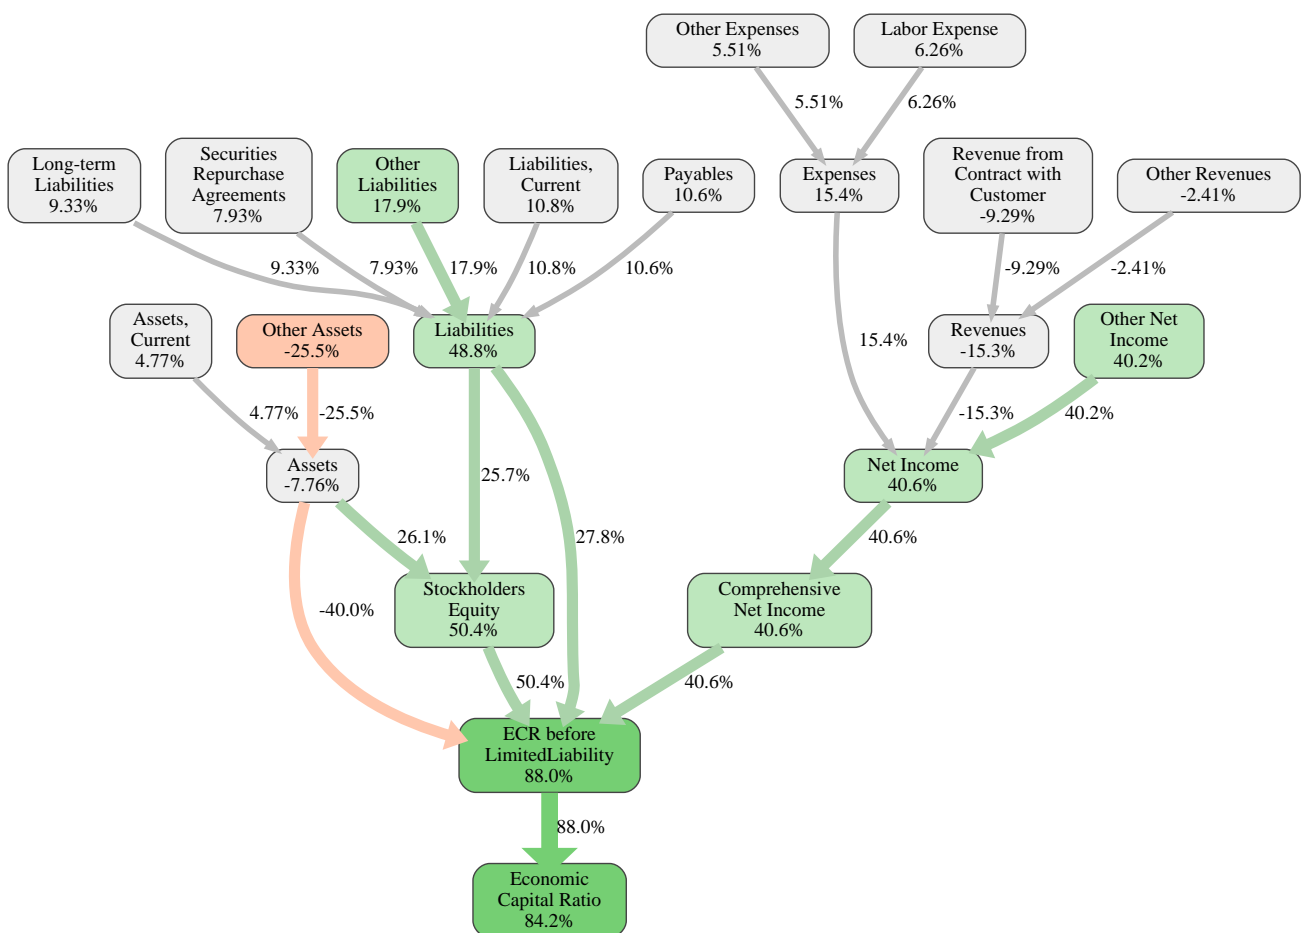 Other Expenses
5.51%
Labor Expense
6.26%
5.51%
6.26%
Long-term
Liabilities
9.33%
Securities
Repurchase
Agreements
7.93%
Other
Liabilities
17.9%
Liabilities,
Current
10.8%
Payables
10.6%
Expenses
15.4%
Revenue from
Contract with
Customer
-9.29%
Other Revenues
-2.41%
9.33%
7.93%
17.9%
10.8%
10.6%
-9.29%
-2.41%
Assets,
Current
4.77%
Other Assets
-25.5%
Liabilities
48.8%
15.4%
Revenues
-15.3%
Other Net
Income
40.2%
4.77%
-25.5%
-15.3%
40.2%
Assets
-7.76%
25.7%
Net Income
40.6%
26.1%
27.8%
40.6%
-40.0%
Stockholders
Equity
50.4%
Comprehensive
Net Income
40.6%
50.4%
40.6%
ECR before
LimitedLiability
88.0%
88.0%
Economic
Capital Ratio
84.2%